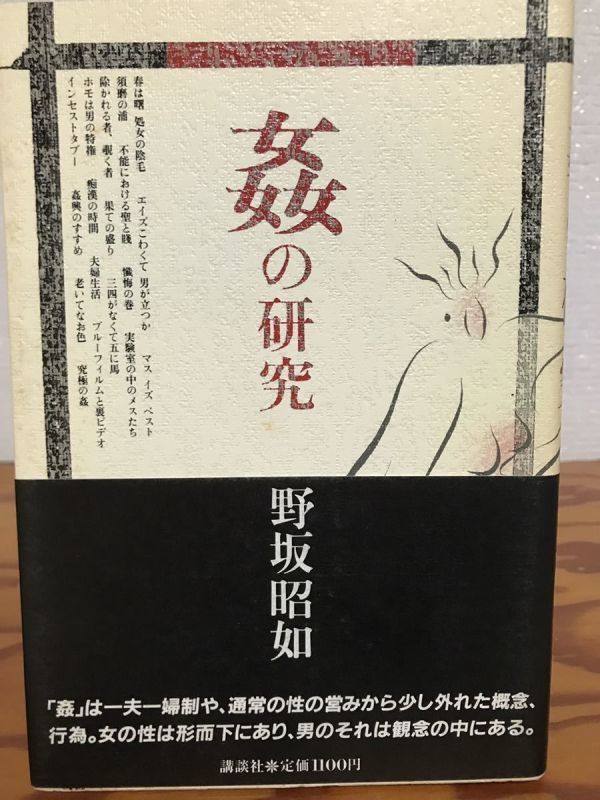 姦の研究
春は曙 処女の陰毛 エイズこわくて 男が立つか マス イズ ベスト
須磨の浦 不能における聖と賤 懺悔の巻 実験室の中のメスたち
除かれる者、覗く者 果ての盛り 三四がなくて五に馬
ホモは男の特権 痴漢の時間 夫婦生活 ブルーフィルムと裏ビデオ
インセストタブー 姦興のすすめ 老いてなお色 究極の姦
野坂昭如
「姦」は一夫一婦制や、通常の性の営みから少し外れた概念、
行為。女の性は形而下にあり、男のそれは観念の中にある。
講談社＊定価1100円